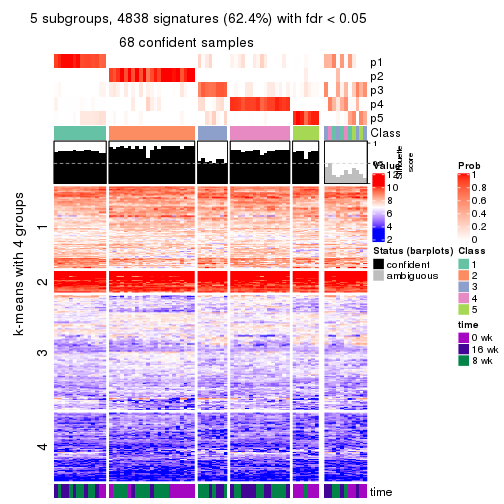 5 subgroups, 4838 signatures (62.4%) with fdr < 0.05
68 confident samples
p1
p2
p3
p4
p5
Class
1
0
Silhouette
score
k-means with 4 groups
1
2
3
4
time
Value
12
10
8
6
4
2
Prob
1
0.8
0.6
0.4
0.2
0
Status (barplots)
confident
ambiguous
Class
1
2
3
4
5
time
0 wk
16 wk
8 wk